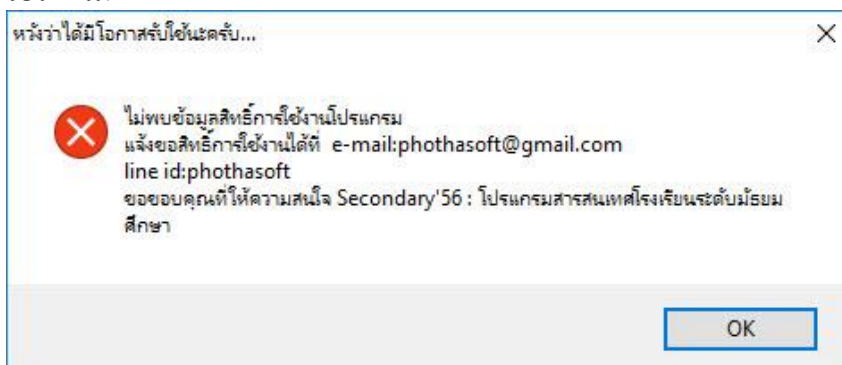 หวังว่าได้มีโอกาสรับใช้นะครับ...
ไม่พบข้อมูลสิทธิ์การใช้งานโปรแกรม
แจ้งขอสิทธิ์การใช้งานได้ที่ e-mail:phothasoft@gmail.com
line id:phothasoft
ขอขอบคุณที่ให้ความสนใจ Secondary'56 : โปรแกรมสารสนเทศโรงเรียนระดับมัธยม
ศึกษา
OK